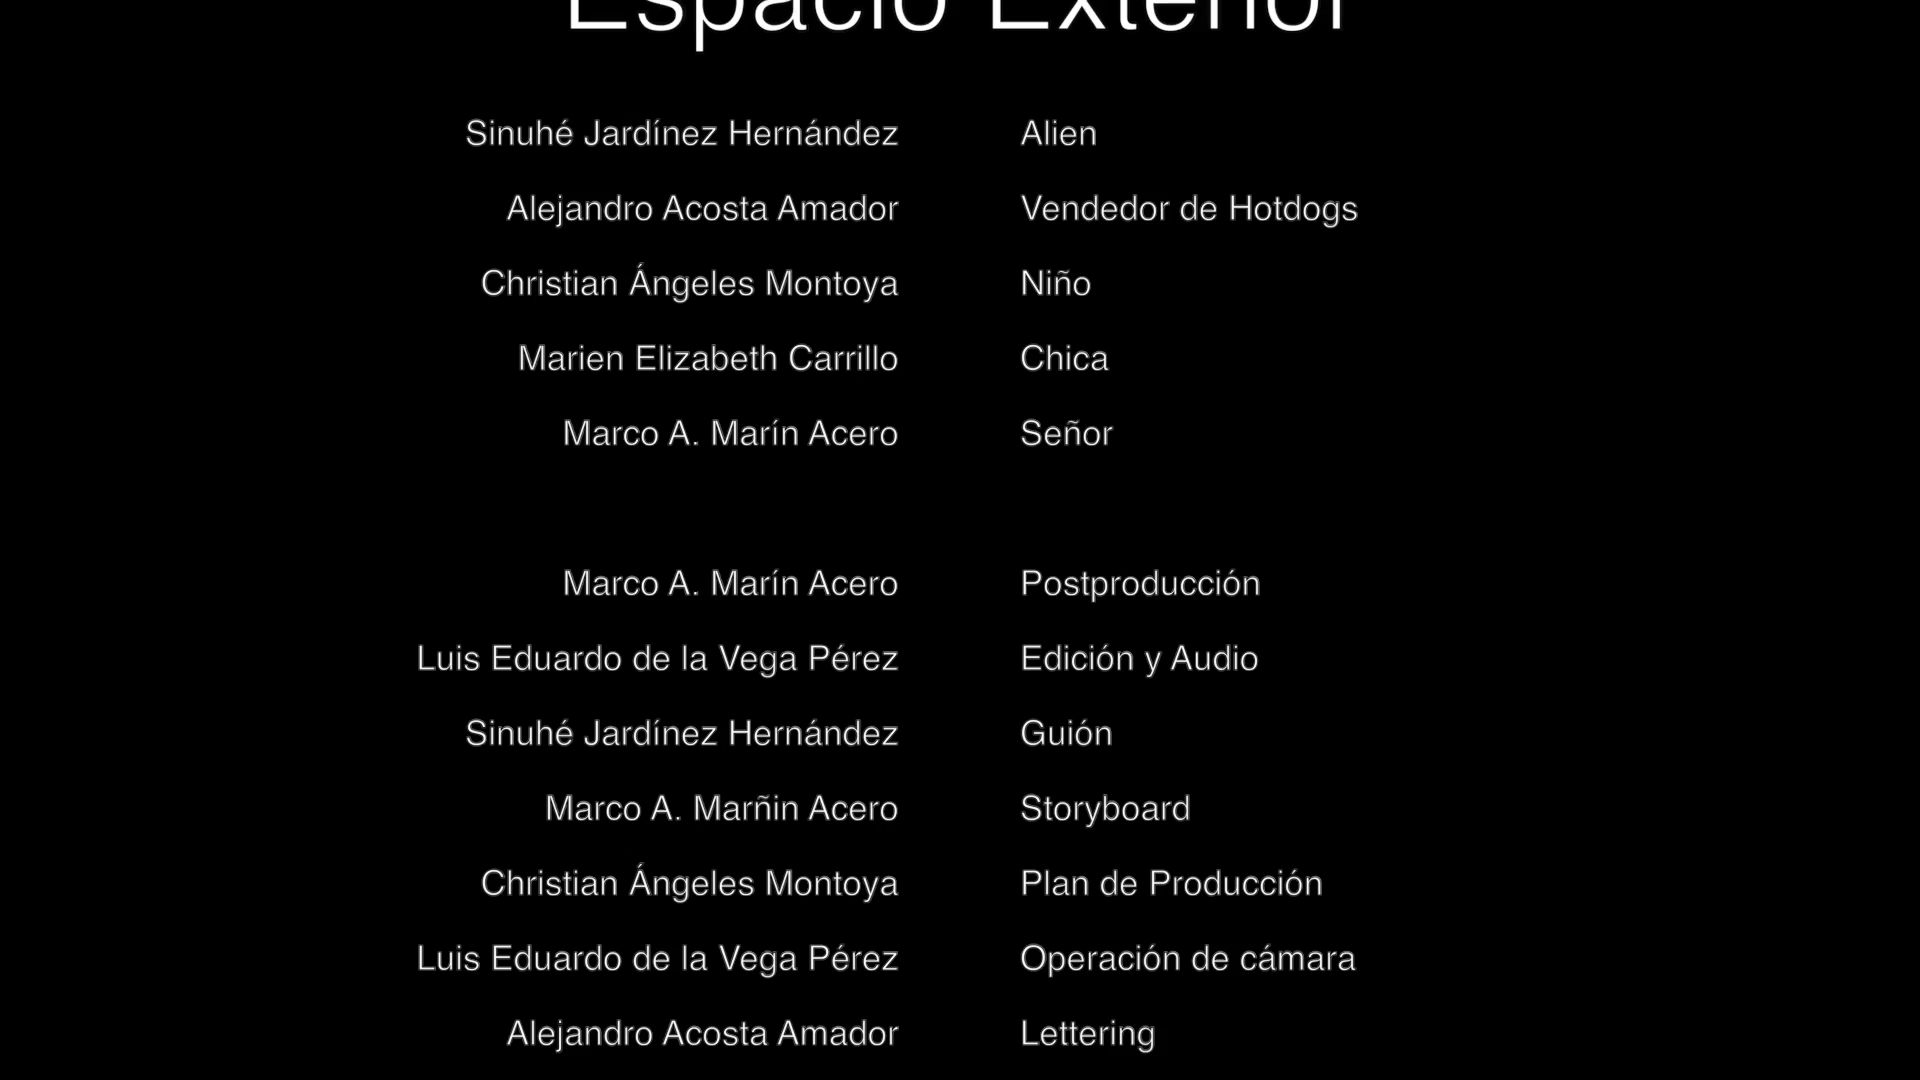 Espacio Exterior
Sinuhé Jardínez Hernández Alien
Alejandro Acosta Amador Vendedor de Hotdogs
Christian Ángeles Montoya Niño
Marien Elizabeth Carrillo Chica
Marco A. Marín Acero Señor
Marco A. Marín Acero Postproducción
Luis Eduardo de la Vega Pérez Edición y Audio
Sinuhé Jardínez Hernández Guión
Marco A. Marñin Acero Storyboard
Christian Ángeles Montoya Plan de Producción
Luis Eduardo de la Vega Pérez Operación de cámara
Alejandro Acosta Amador Lettering